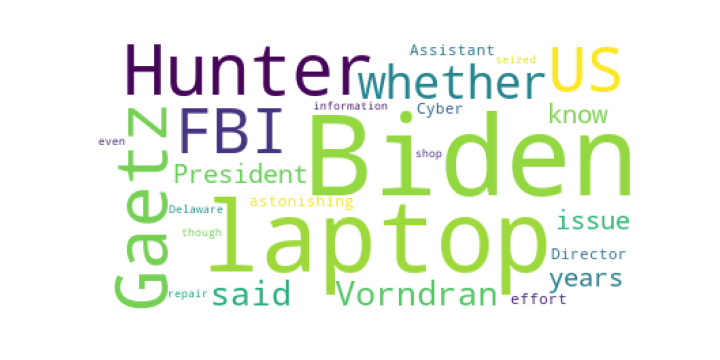 Assistant
seized
Hunter
whether
US
information
Cyber
know
FBI
Biden
even
shop
Gaetz
President
astonishing
Delaware
laptop
issue
though
Director
years
repair
said
Vorndran
effort